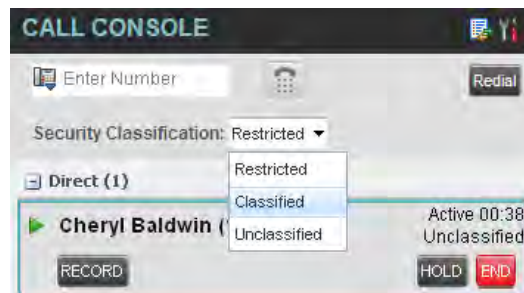 CALL CONSOLE
Enter Number
Redial
Security Classification: Restricted
Restricted
Classified
Unclassified
Direct (1)
Cheryl Baldwin (
Active 00:38
Unclassified
RECORD
HOLD END